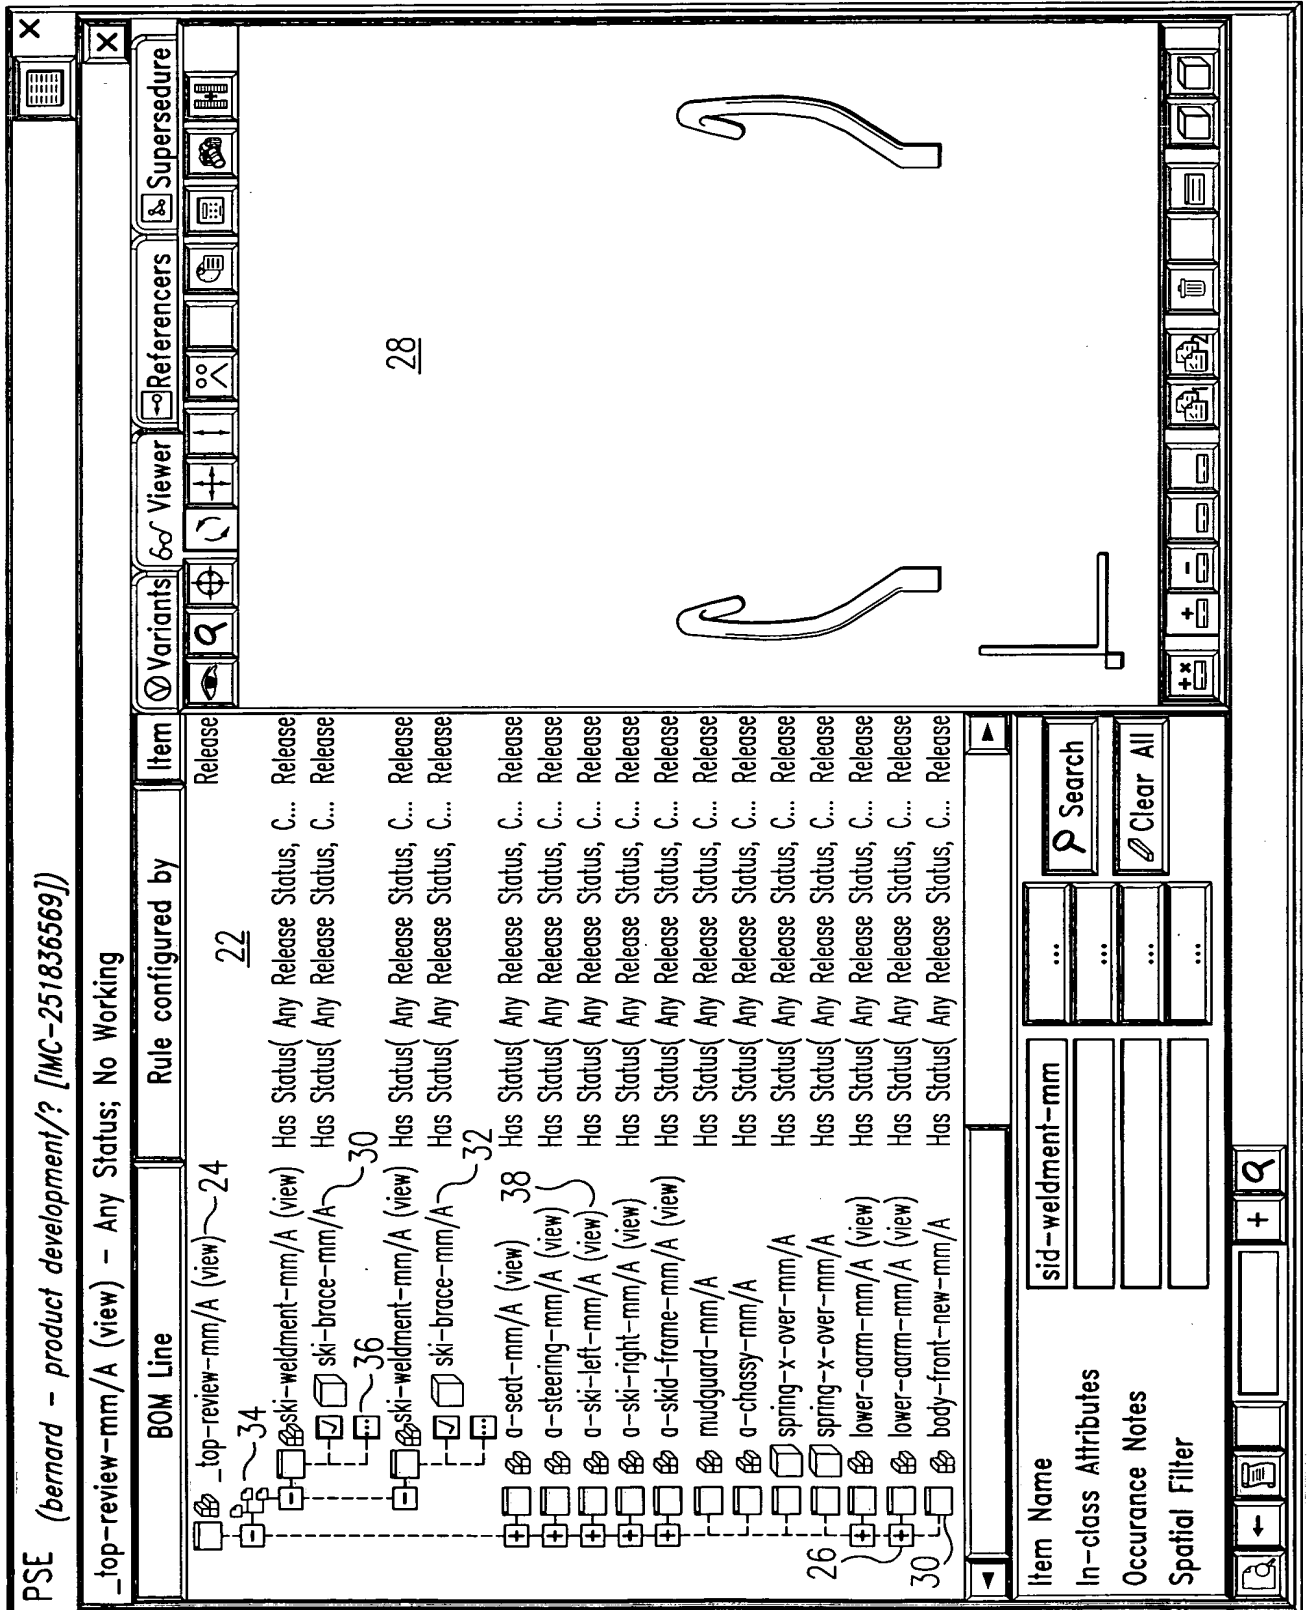 PSE (bernard - product development/? [IMC-251836569]) X
_top-review-mm/A (view) - Any Status; No Working X
BOM Line Rule configured by Item
Variants Viewer Referencers Supersedure
_top-review-mm/A (view) 24 Release
22
34
ski-weldment-mm/A (view) Has Status( Any Release Status, C... Release
ski-brace-mm/A 30 Has Status( Any Release Status, C... Release
36
ski-weldment-mm/A (view) Has Status( Any Release Status, C... Release
ski-brace-mm/A 32 Has Status( Any Release Status, C... Release
a-seat-mm/A (view) 38 Has Status( Any Release Status, C... Release
a-steering-mm/A (view) Has Status( Any Release Status, C... Release
a-ski-left-mm/A (view) Has Status( Any Release Status, C... Release
a-ski-right-mm/A (view) Has Status( Any Release Status, C... Release
a-skid-frame-mm/A (view) Has Status( Any Release Status, C... Release
mudguard-mm/A Has Status( Any Release Status, C... Release
a-chassy-mm/A Has Status( Any Release Status, C... Release
spring-x-over-mm/A Has Status( Any Release Status, C... Release
spring-x-over-mm/A Has Status( Any Release Status, C... Release
26 lower-aarm-mm/A (view) Has Status( Any Release Status, C... Release
lower-aarm-mm/A (view) Has Status( Any Release Status, C... Release
30 body-front-new-mm/A Has Status( Any Release Status, C... Release
28
Item Name sid-weldment-mm ... Search
In-class Attributes ...
Occurance Notes ... Clear All
Spatial Filter ...